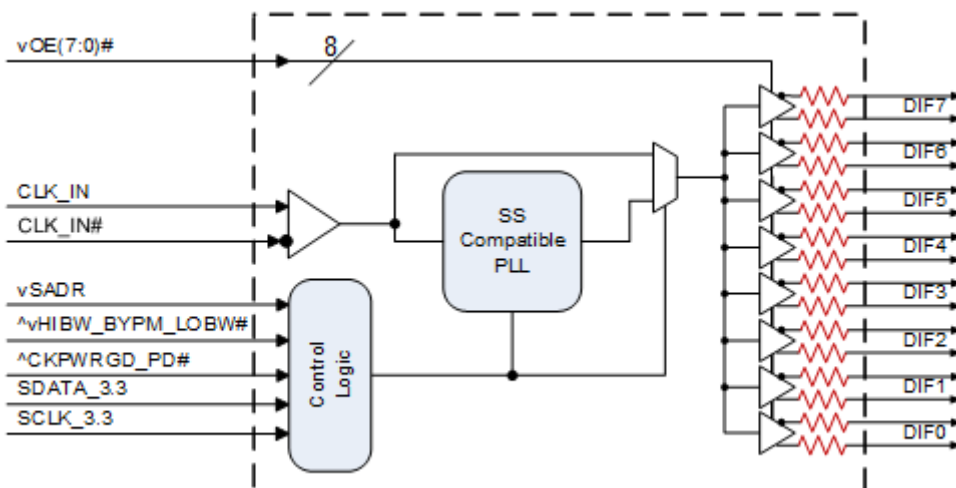 vOE(7:0)#
8
DIF7
DIF6
CLK_IN
SS
Compatible
PLL
DIF5
CLK_IN#
DIF4
vSADR
DIF3
^vHIBW_BYPM_LOBW#
Control
Logic
DIF2
^CKPWRGD_PD#
SDATA_3.3
DIF1
SCLK_3.3
DIF0